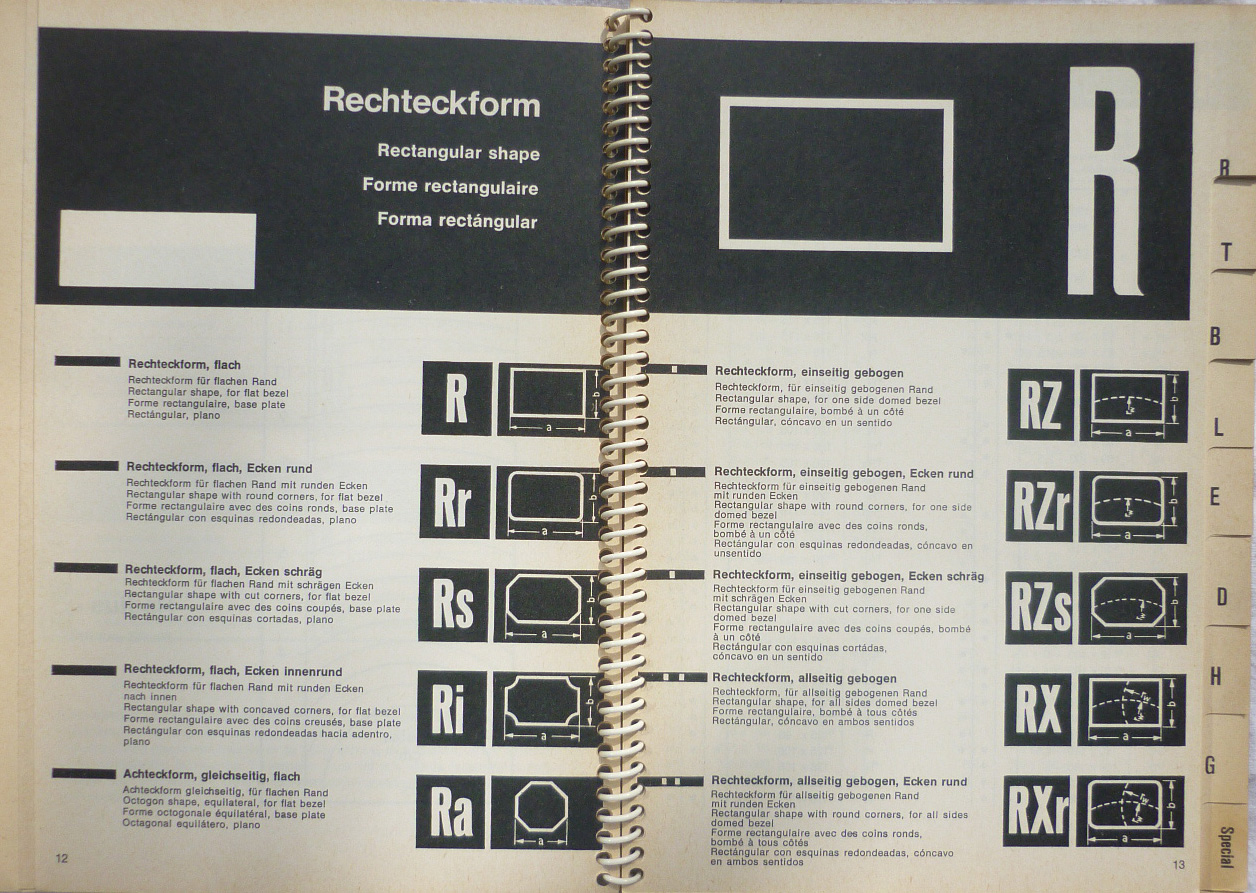 Rechteckform
Rectangular shape
Forme rectangulaire
Forma rectángular
Rechteckform, flach
Rechteckform für flachen Rand
Rectangular shape, for flat bezel
Forme rectangulaire, base plate
Rectángular, plano
R
a
b
Rechteckform, flach, Ecken rund
Rechteckform für flachen Rand mit runden Ecken
Rectangular shape with round corners, for flat bezel
Forme rectangulaire avec des coins ronds, base plate
Rectángular con esquinas redondeadas, plano
Rr
a
b
Rechteckform, flach, Ecken schräg
Rechteckform für flachen Rand mit schrägen Ecken
Rectangular shape with cut corners, for flat bezel
Forme rectangulaire avec des coins coupés, base plate
Rectángular con esquinas cortadas, plano
Rs
a
b
Rechteckform, flach, Ecken innenrund
Rechteckform für flachen Rand mit runden Ecken
nach innen
Rectangular shape with concaved corners, for flat bezel
Forme rectangulaire avec des coins creusés, base plate
Rectángular con esquinas redondeadas hacia adentro,
plano
Ri
a
b
Achteckform, gleichseitig, flach
Achteckform gleichseitig, für flachen Rand
Octogon shape, equilateral, for flat bezel
Forme octogonale équilatéral, base plate
Octagonal equilátero, plano
Ra
a
12
R
Rechteckform, einseitig gebogen
Rechteckform, für einseitig gebogenen Rand
Rectangular shape, for one side domed bezel
Forme rectangulaire, bombé à un côté
Rectángular, cóncavo en un sentido
RZ
a
b
Rechteckform, einseitig gebogen, Ecken rund
Rechteckform für einseitig gebogenen Rand
mit runden Ecken
Rectangular shape with round corners, for one side
domed bezel
Forme rectangulaire avec des coins ronds,
bombé à un côté
Rectángular con esquinas redondeadas, cóncavo en
unsentido
RZr
a
b
Rechteckform, einseitig gebogen, Ecken schräg
Rechteckform für einseitig gebogenen Rand
mit schrägen Ecken
Rectangular shape with cut corners, for one side
domed bezel
Forme rectangulaire avec des coins coupés, bombé
à un côté
Rectángular con esquinas cortádas,
cóncavo en un sentido
RZs
a
b
Rechteckform, allseitig gebogen
Rechteckform, für allseitig gebogenen Rand
Rectangular shape, for all sides domed bezel
Forme rectangulaire, bombé à tous côtés
Rectángular, cóncavo en ambos sentidos
RX
a
b
Rechteckform, allseitig gebogen, Ecken rund
Rechteckform für allseitig gebogenen Rand
mit runden Ecken
Rectangular shape with round corners, for all sides
domed bezel
Forme rectangulaire avec des coins ronds,
bombé à tous côtés
Rectángular con esquinas redondeadas, cóncavo
en ambos sentidos
RXr
a
b
13
R
T
B
L
E
D
H
G
Special